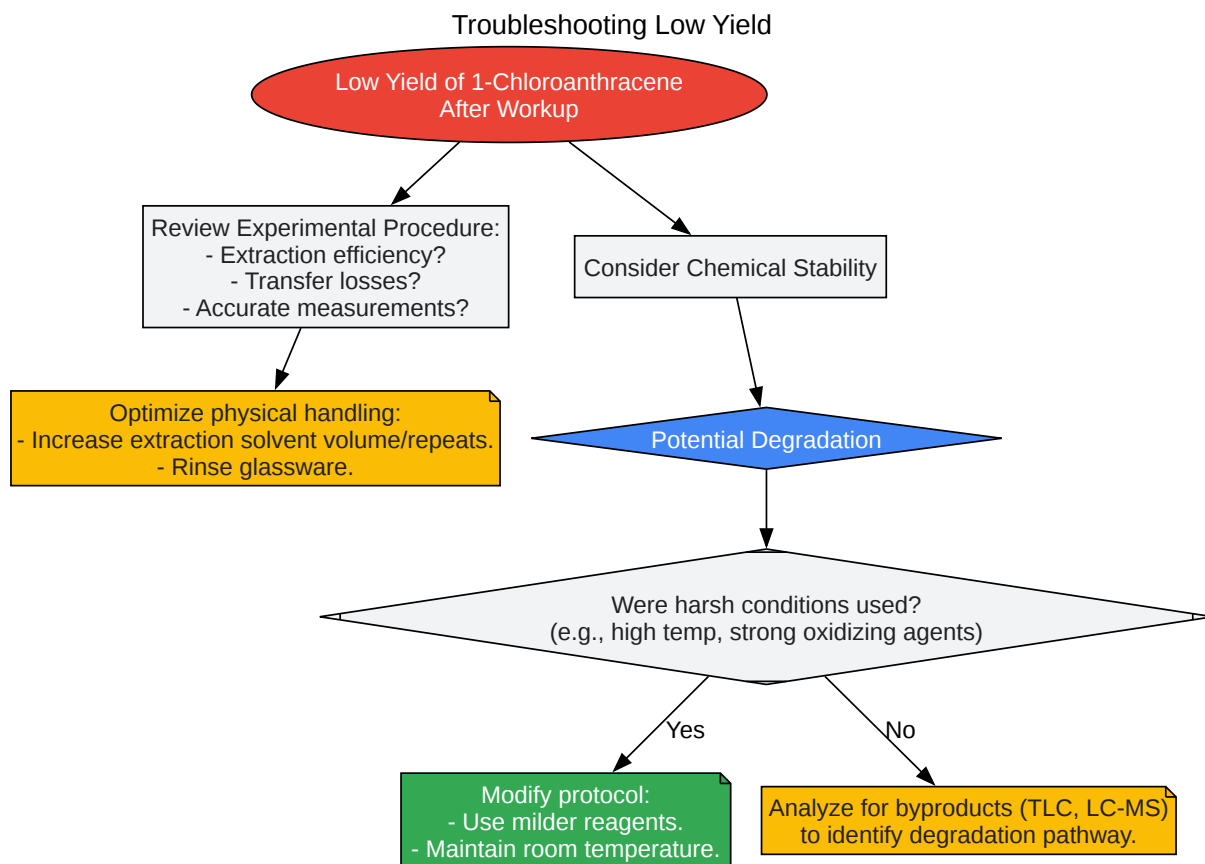 Troubleshooting Low Yield
Low Yield of 1-Chloroanthracene
After Workup
Review Experimental Procedure:
- Extraction efficiency?
- Transfer losses?
- Accurate measurements?
Consider Chemical Stability
Optimize physical handling:
- Increase extraction solvent volume/repeats.
- Rinse glassware.
Potential Degradation
Were harsh conditions used?
(e.g., high temp, strong oxidizing agents)
Yes
No
Modify protocol:
- Use milder reagents.
- Maintain room temperature.
Analyze for byproducts (TLC, LC-MS)
to identify degradation pathway.